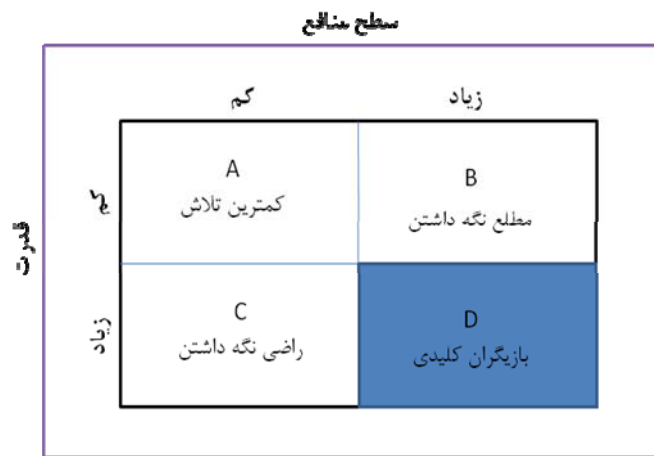 سطح منافع
کم
زیاد
قدرت
کم
A
کمترین تلاش
B
مطلع نگه داشتن
زیاد
C
راضی نگه داشتن
D
بازیگران کلیدی